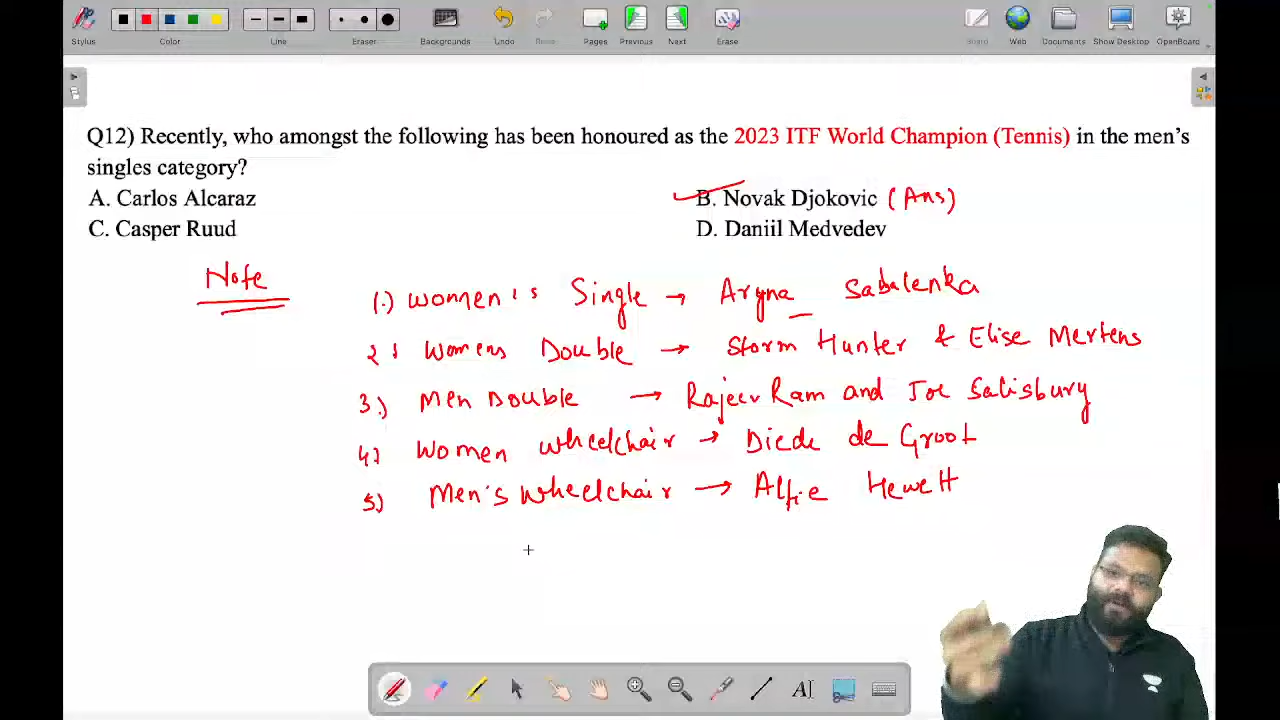 Stylus Color Line Eraser Backgrounds Undo Redo Pages Previous Next Erase Board Web Documents Show Desktop OpenBoard
Q12) Recently, who amongst the following has been honoured as the 2023 ITF World Champion (Tennis) in the men's
singles category?
A. Carlos Alcaraz
B. Novak Djokovic (Ans)
C. Casper Ruud
D. Daniil Medvedev
Note
1.) women's Single → Aryna Sabalenka
2) Womens Double → Storm Hunter & Elise Mertens
3.) Men Double → Rajeev Ram and Joe Salisbury
4) Women wheelchair → Diede de Groot
5) Men's Wheelchair → Alfie Hewett